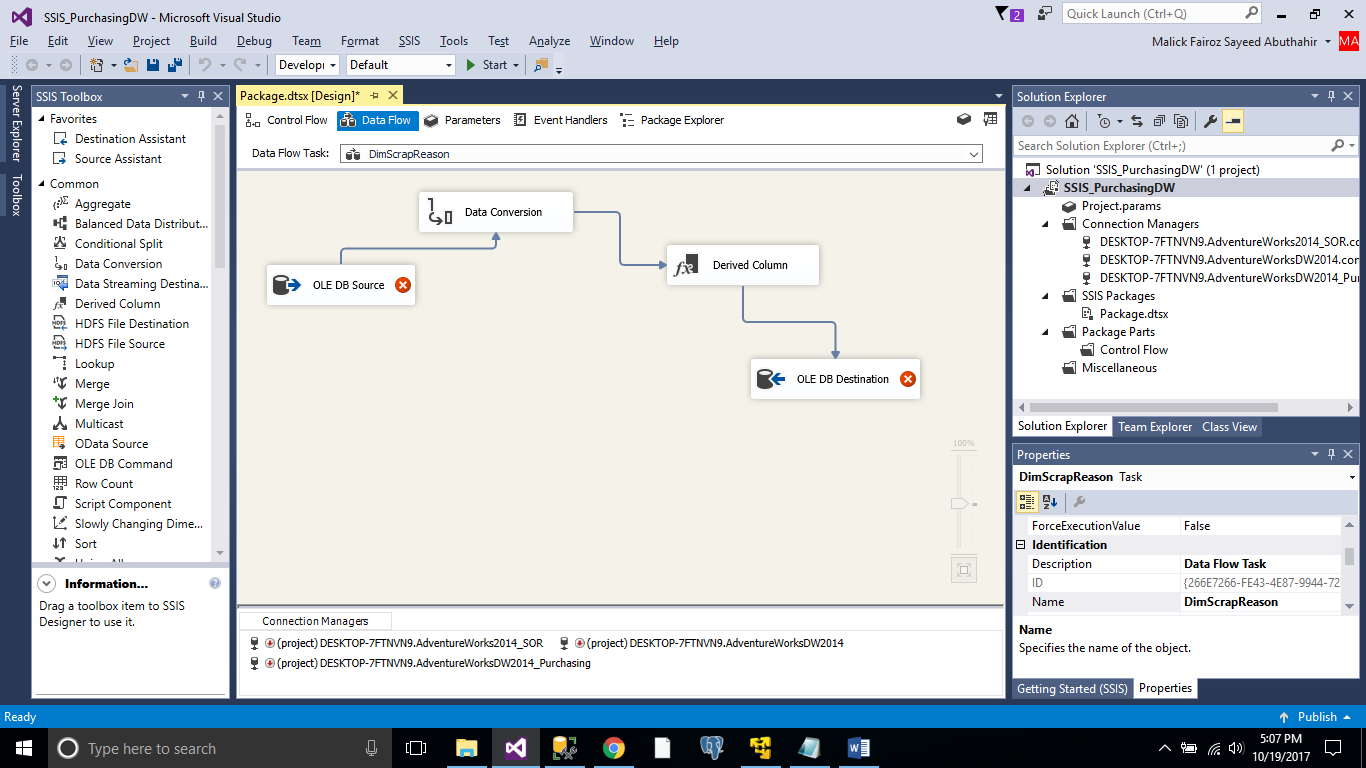 SSIS_PurchasingDW - Microsoft Visual Studio
2
Quick Launch (Ctrl+Q)
File Edit View Project Build Debug Team Format SSIS Tools Test Analyze Window Help
Malick Fairoz Sayeed Abuthahir MA
Developi Default Start
Server Explorer
Toolbox
SSIS Toolbox
Favorites
Destination Assistant
Source Assistant
Common
Aggregate
Balanced Data Distribut...
Conditional Split
Data Conversion
Data Streaming Destina...
Derived Column
HDFS File Destination
HDFS File Source
Lookup
Merge
Merge Join
Multicast
OData Source
OLE DB Command
Row Count
Script Component
Slowly Changing Dime...
Sort
Information...
Drag a toolbox item to SSIS
Designer to use it.
Package.dtsx [Design]*
Control Flow Data Flow Parameters Event Handlers Package Explorer
Data Flow Task: DimScrapReason
Data Conversion
Derived Column
OLE DB Source
OLE DB Destination
100%
Connection Managers
(project) DESKTOP-7FTNVN9.AdventureWorks2014_SOR (project) DESKTOP-7FTNVN9.AdventureWorksDW2014
(project) DESKTOP-7FTNVN9.AdventureWorksDW2014_Purchasing
Solution Explorer
Search Solution Explorer (Ctrl+;)
Solution 'SSIS_PurchasingDW' (1 project)
SSIS_PurchasingDW
Project.params
Connection Managers
DESKTOP-7FTNVN9.AdventureWorks2014_SOR.co
DESKTOP-7FTNVN9.AdventureWorksDW2014.con
DESKTOP-7FTNVN9.AdventureWorksDW2014_Pu
SSIS Packages
Package.dtsx
Package Parts
Control Flow
Miscellaneous
Solution Explorer Team Explorer Class View
Properties
DimScrapReason Task
ForceExecutionValue False
Identification
Description Data Flow Task
ID {266E7266-FE43-4E87-9944-72
Name DimScrapReason
Name
Specifies the name of the object.
Getting Started (SSIS) Properties
Ready
Publish
Type here to search
5:07 PM
10/19/2017